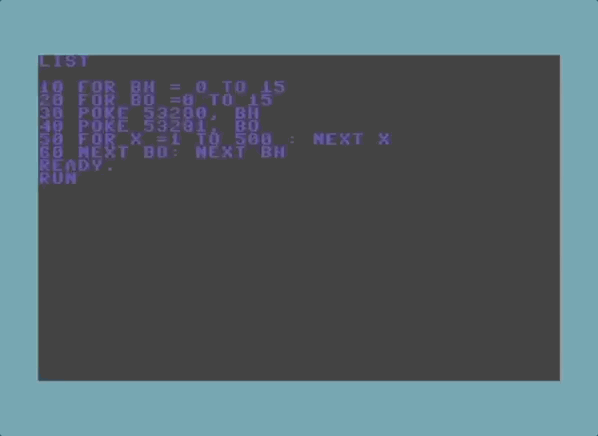 LIST
10 FOR BH = 0 TO 15
20 FOR BO =0 TO 15
30 POKE 53280, BH
40 POKE 53281, BO
50 FOR X =1 TO 500 : NEXT X
60 NEXT BO: NEXT BH
READY.
RUN